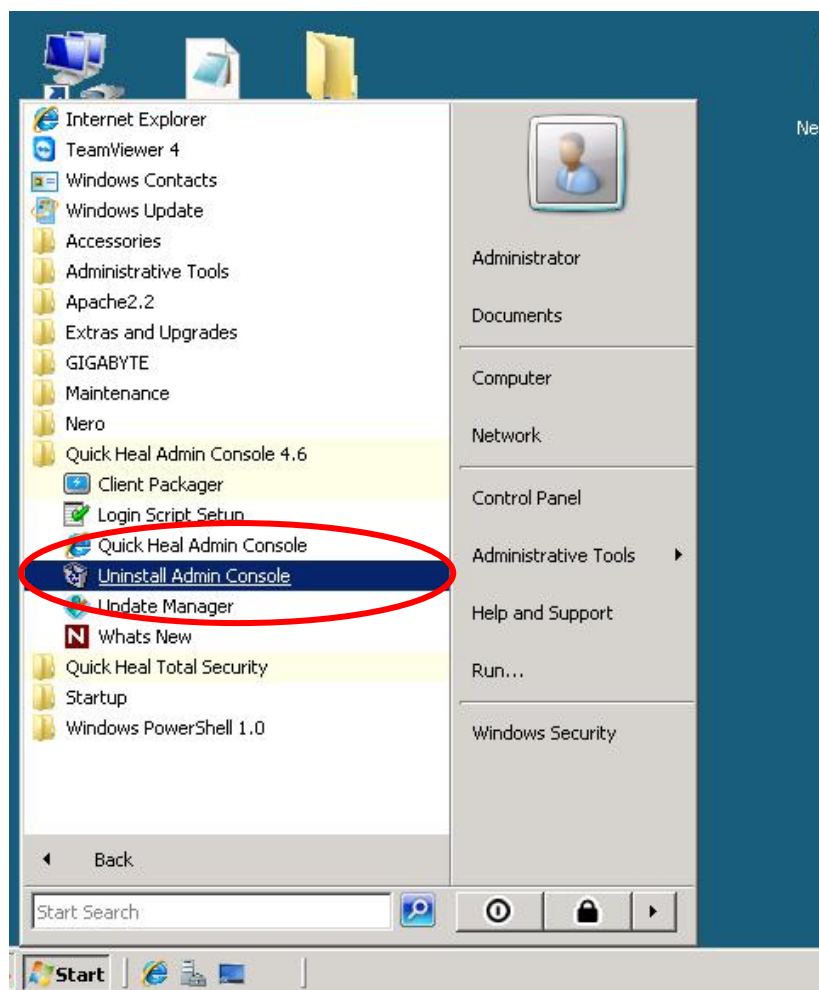 Ne
Internet Explorer
TeamViewer 4
Windows Contacts
Windows Update
Accessories
Administrative Tools
Apache2.2
Extras and Upgrades
GIGABYTE
Maintenance
Nero
Quick Heal Admin Console 4.6
Client Packager
Login Script Setup
Quick Heal Admin Console
Uninstall Admin Console
Update Manager
Whats New
Quick Heal Total Security
Startup
Windows PowerShell 1.0
Back
Start Search
Administrator
Documents
Computer
Network
Control Panel
Administrative Tools
Help and Support
Run...
Windows Security
Start